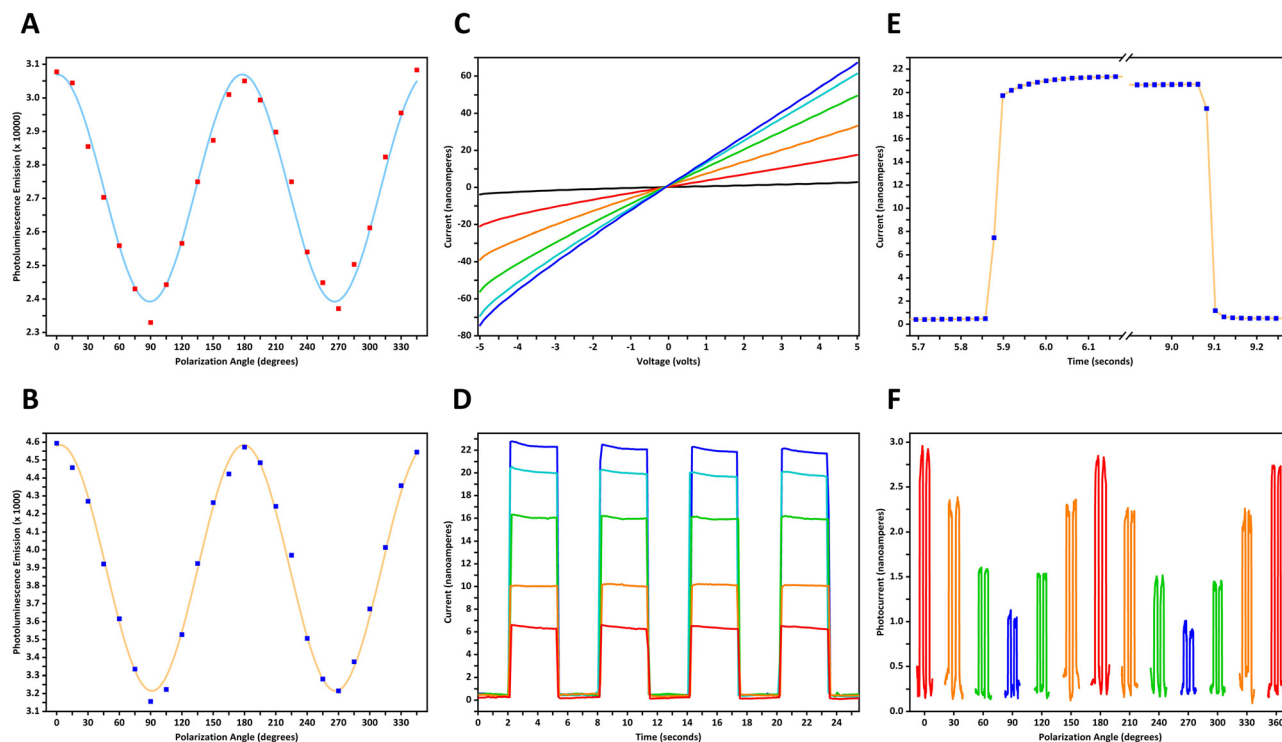 A
3.1
3.0
2.9
2.8
2.7
2.6
2.5
2.4
2.3
Photoluminescence Emission (x 10000)
0 30 60 90 120 150 180 210 240 270 300 330
Polarization Angle (degrees)
C
60
40
20
0
-20
-40
-60
-80
Current (nanoamperes)
-5 -4 -3 -2 -1 0 1 2 3 4 5
Voltage (volts)
E
22
20
18
16
14
12
10
8
6
4
2
0
Current (nanoamperes)
5.7 5.8 5.9 6.0 6.1 9.0 9.1 9.2
Time (seconds)
B
4.6
4.5
4.4
4.3
4.2
4.1
4.0
3.9
3.8
3.7
3.6
3.5
3.4
3.3
3.2
3.1
Photoluminescence Emission (x 1000)
0 30 60 90 120 150 180 210 240 270 300 330
Polarization Angle (degrees)
D
22
20
18
16
14
12
10
8
6
4
2
0
Current (nanoamperes)
0 2 4 6 8 10 12 14 16 18 20 22 24
Time (seconds)
F
3.0
2.5
2.0
1.5
1.0
0.5
0.0
Photocurrent (nanoamperes)
0 30 60 90 120 150 180 210 240 270 300 330 360
Polarization Angle (degrees)